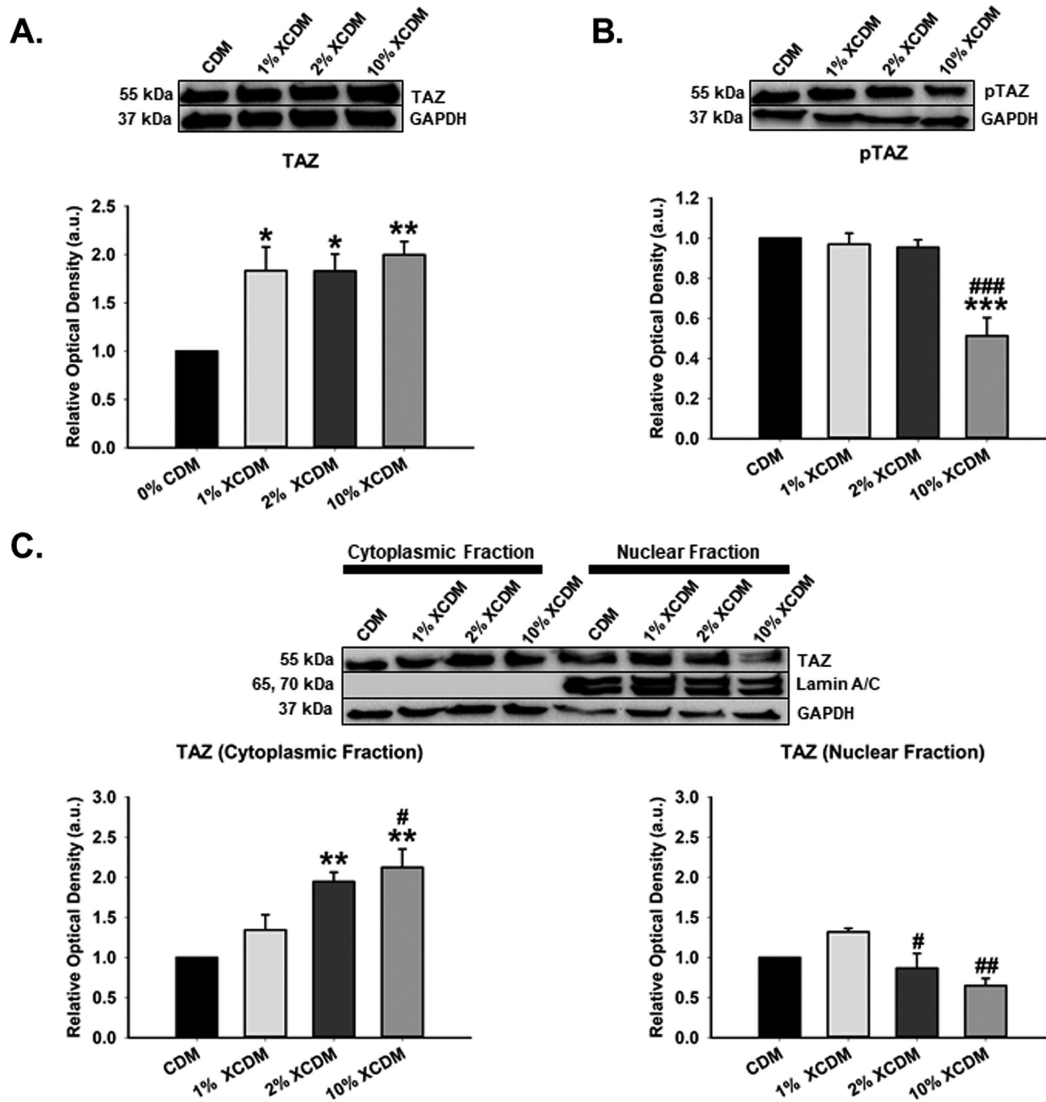 A.
CDM 1% XCDM 2% XCDM 10% XCDM
55 kDa TAZ
37 kDa GAPDH
TAZ
Relative Optical Density (a.u.)
2.5
2.0
1.5
1.0
0.5
0.0
* * **
0% CDM 1% XCDM 2% XCDM 10% XCDM
B.
CDM 1% XCDM 2% XCDM 10% XCDM
55 kDa pTAZ
37 kDa GAPDH
pTAZ
Relative Optical Density (a.u.)
1.2
1.0
0.8
0.6
0.4
0.2
0.0
###
***
CDM 1% XCDM 2% XCDM 10% XCDM
C.
Cytoplasmic Fraction Nuclear Fraction
CDM 1% XCDM 2% XCDM 10% XCDM CDM 1% XCDM 2% XCDM 10% XCDM
55 kDa TAZ
65, 70 kDa Lamin A/C
37 kDa GAPDH
TAZ (Cytoplasmic Fraction)
Relative Optical Density (a.u.)
3.0
2.5
2.0
1.5
1.0
0.5
0.0
#
** **
CDM 1% XCDM 2% XCDM 10% XCDM
TAZ (Nuclear Fraction)
Relative Optical Density (a.u.)
3.0
2.5
2.0
1.5
1.0
0.5
0.0
# ##
CDM 1% XCDM 2% XCDM 10% XCDM